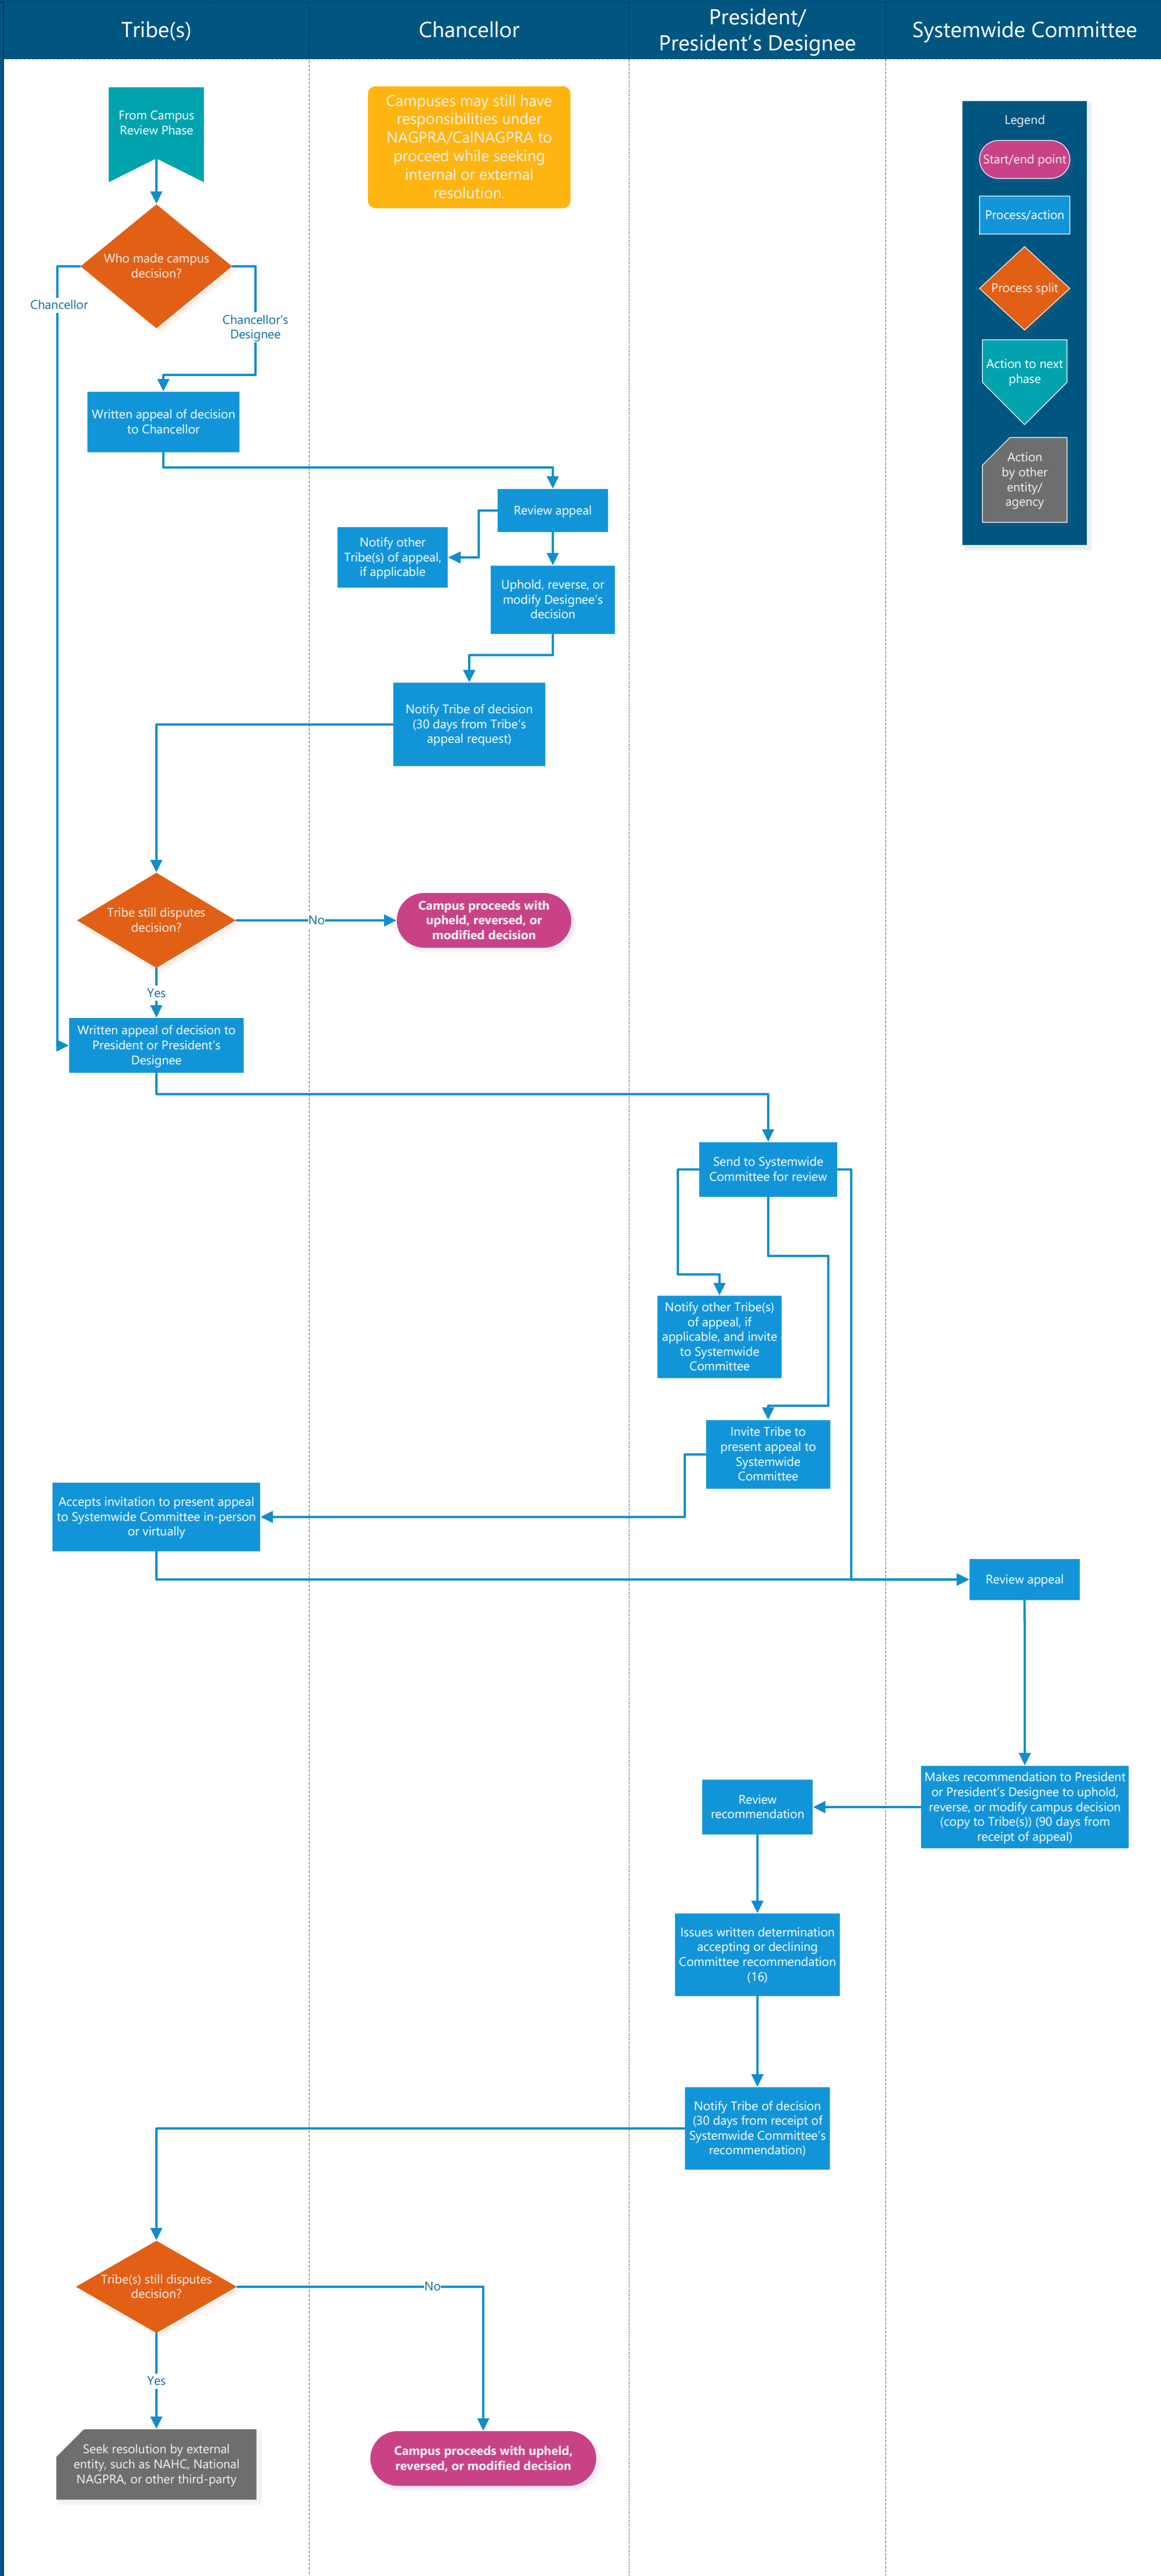 Tribe(s)
Chancellor
President/
President's Designee
Systemwide Committee
From Campus
Review Phase
Campuses may still have
responsibilities under
NAGPRA/CalNAGPRA to
proceed while seeking
internal or external
resolution.
Legend
Start/end point
Process/action
Process split
Action to next
phase
Action
by other
entity/
agency
Who made campus
decision?
Chancellor
Chancellor's
Designee
Written appeal of decision
to Chancellor
Review appeal
Notify other
Tribe(s) of appeal,
if applicable
Uphold, reverse, or
modify Designee's
decision
Notify Tribe of decision
(30 days from Tribe's
appeal request)
Tribe still disputes
decision?
No
Campus proceeds with
upheld, reversed, or
modified decision
Yes
Written appeal of decision to
President or President's
Designee
Send to Systemwide
Committee for review
Notify other Tribe(s)
of appeal, if
applicable, and invite
to Systemwide
Committee
Invite Tribe to
present appeal to
Systemwide
Committee
Accepts invitation to present appeal
to Systemwide Committee in-person
or virtually
Review appeal
Makes recommendation to President
or President's Designee to uphold,
reverse, or modify campus decision
(copy to Tribe(s)) (90 days from
receipt of appeal)
Review
recommendation
Issues written determination
accepting or declining
Committee recommendation
(16)
Notify Tribe of decision
(30 days from receipt of
Systemwide Committee's
recommendation)
Tribe(s) still disputes
decision?
No
Yes
Seek resolution by external
entity, such as NAHC, National
NAGPRA, or other third-party
Campus proceeds with upheld,
reversed, or modified decision